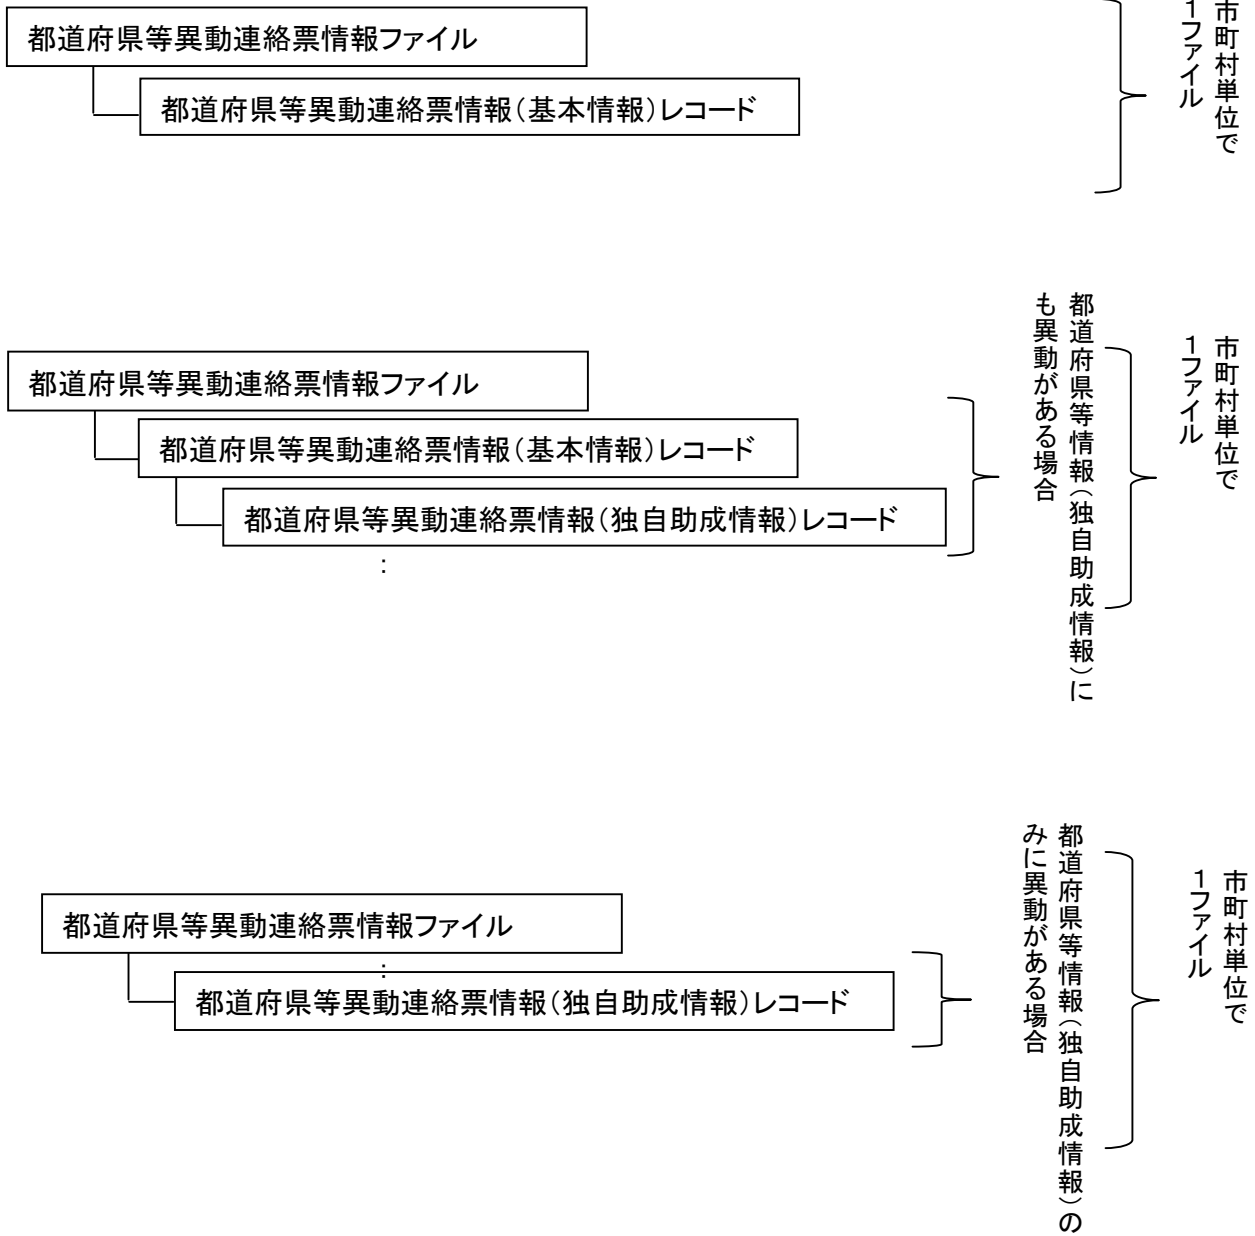 都道府県等異動連絡票情報ファイル
都道府県等異動連絡票情報（基本情報）レコード
市町村単位で
１ファイル
都道府県等異動連絡票情報ファイル
都道府県等異動連絡票情報（基本情報）レコード
都道府県等異動連絡票情報（独自助成情報）レコード
：
都道府県等情報（独自助成情報）に
も異動がある場合
市町村単位で
１ファイル
都道府県等異動連絡票情報ファイル
：
都道府県等異動連絡票情報（独自助成情報）レコード
都道府県等情報（独自助成情報）の
みに異動がある場合
市町村単位で
１ファイル